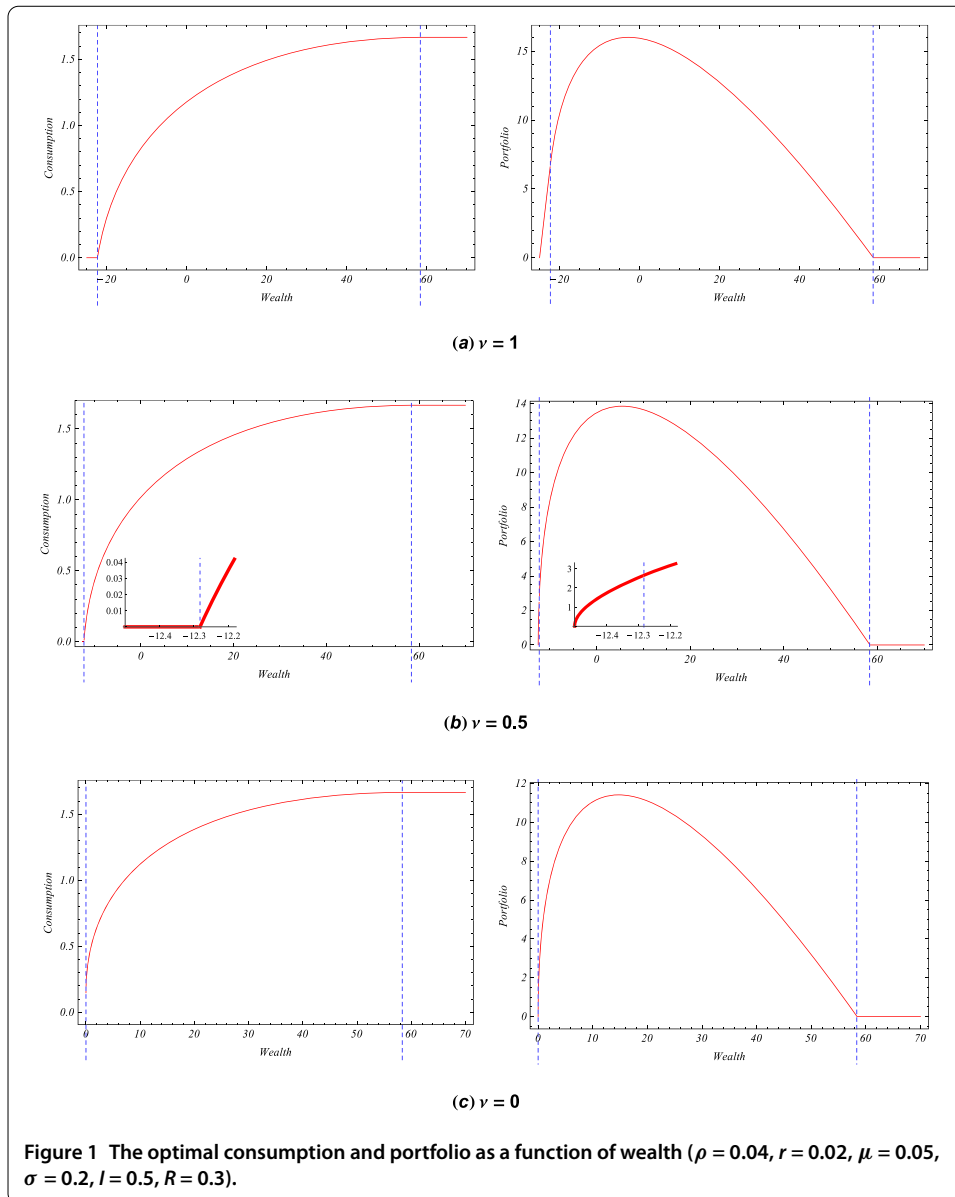 1.5
1.0
0.5
0.0
Consumption
−20 0 20 40 60
Wealth
15
10
5
0
Portfolio
−20 0 20 40 60
Wealth
(a) ν = 1
1.5
1.0
0.5
0.0
Consumption
0.04
0.03
0.02
0.01
−12.4 −12.3 −12.2
0 20 40 60
Wealth
14
12
10
8
6
4
2
0
Portfolio
3
2
1
−12.4 −12.3 −12.2
0 20 40 60
Wealth
(b) ν = 0.5
1.5
1.0
0.5
0.0
Consumption
0 10 20 30 40 50 60 70
Wealth
12
10
8
6
4
2
0
Portfolio
0 10 20 30 40 50 60 70
Wealth
(c) ν = 0
Figure 1 The optimal consumption and portfolio as a function of wealth (ρ = 0.04, r = 0.02, μ = 0.05,
σ = 0.2, l = 0.5, R = 0.3).